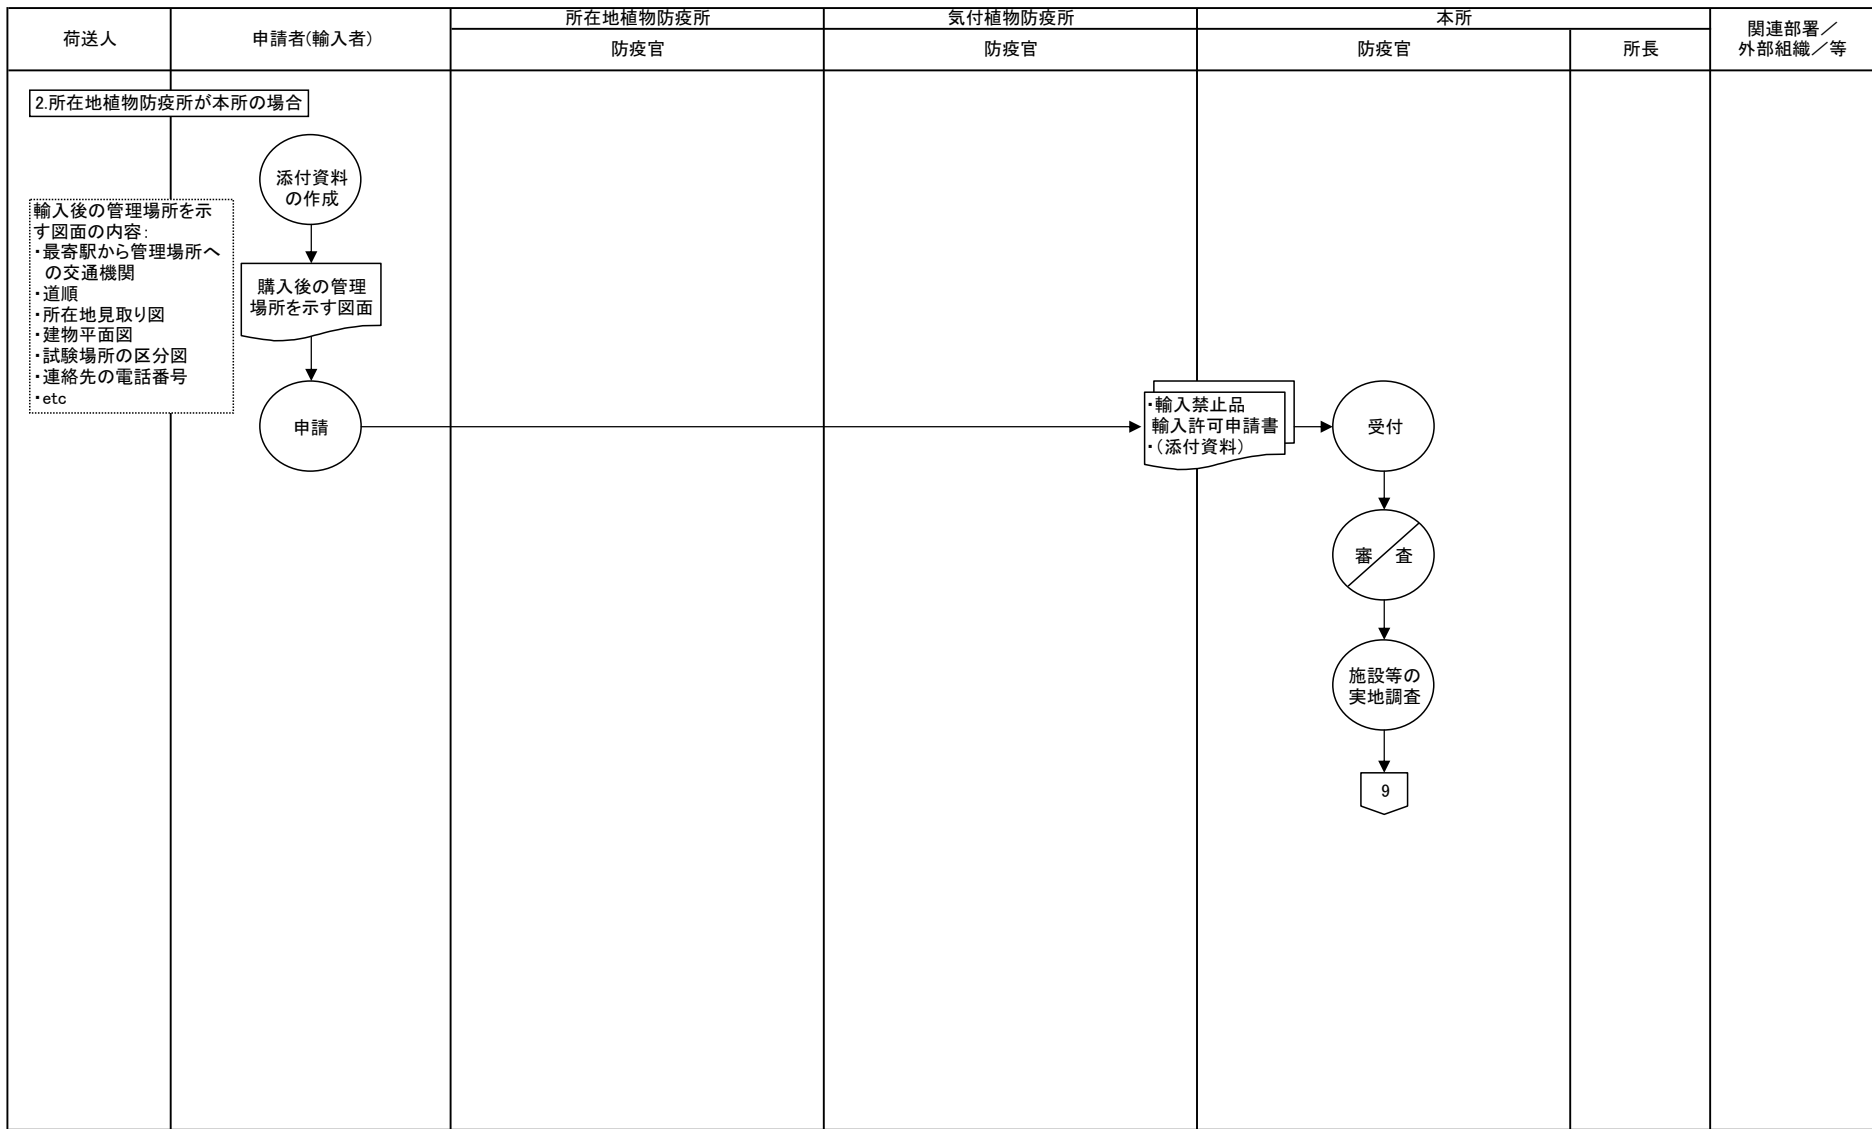 荷送人
申請者(輸入者)
所在地植物防疫所
防疫官
気付植物防疫所
防疫官
本所
防疫官
所長
関連部署／
外部組織／等
2.所在地植物防疫所が本所の場合
添付資料
の作成
輸入後の管理場所を示
す図面の内容:
・最寄駅から管理場所へ
の交通機関
・道順
・所在地見取り図
・建物平面図
・試験場所の区分図
・連絡先の電話番号
・etc
購入後の管理
場所を示す図面
申請
・輸入禁止品
輸入許可申請書
・(添付資料)
受付
審 査
施設等の
実地調査
9